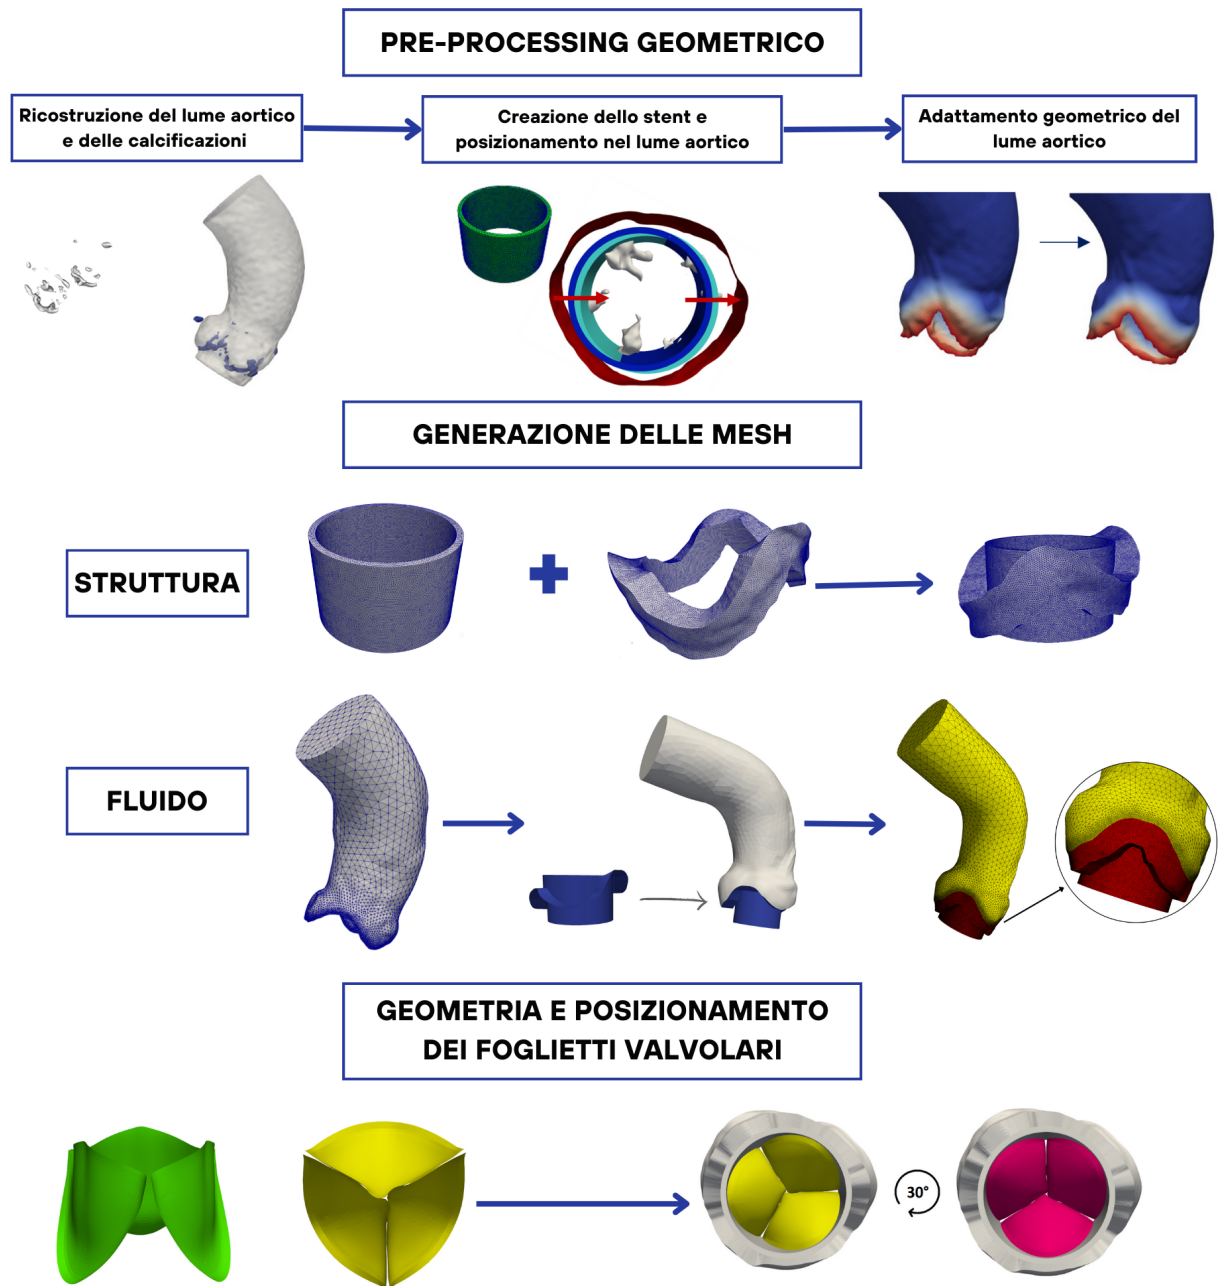 PRE-PROCESSING GEOMETRICO
Ricostruzione del lume aortico
e delle calcificazioni
Creazione dello stent e
posizionamento nel lume aortico
Adattamento geometrico del
lume aortico
GENERAZIONE DELLE MESH
STRUTTURA
FLUIDO
GEOMETRIA E POSIZIONAMENTO
DEI FOGLIETTI VALVOLARI
30°